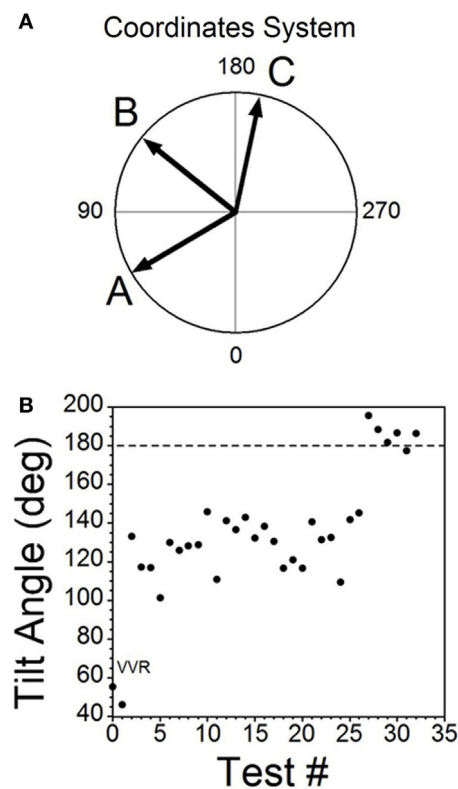 A
Coordinates System
180 C
B
90 270
A
0
B
200
180
160
140
120
100
80
60
40
Tilt Angle (deg)
VVR
0 5 10 15 20 25 30 35
Test #